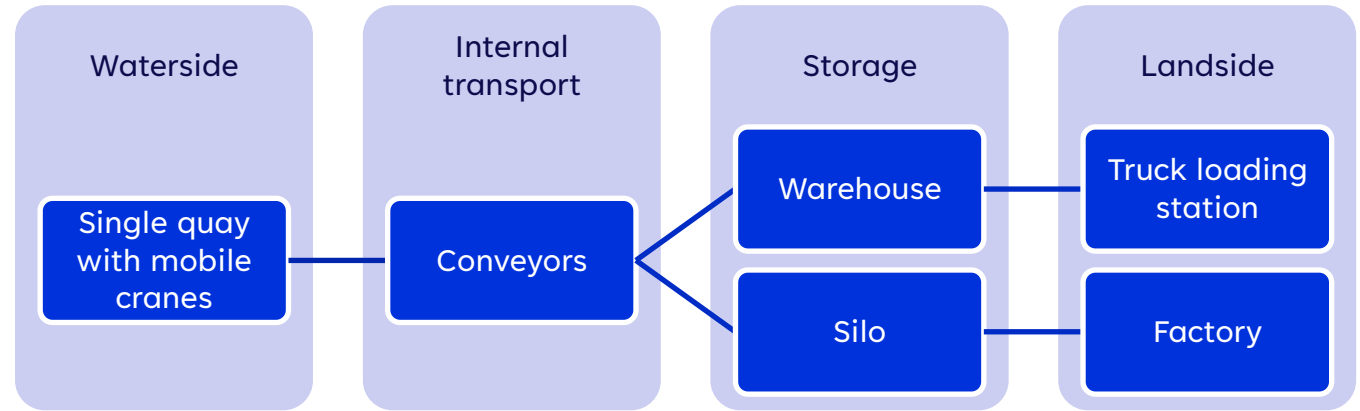 Waterside
Internal
transport
Storage
Landside
Single quay
with mobile
cranes
Conveyors
Warehouse
Silo
Truck loading
station
Factory